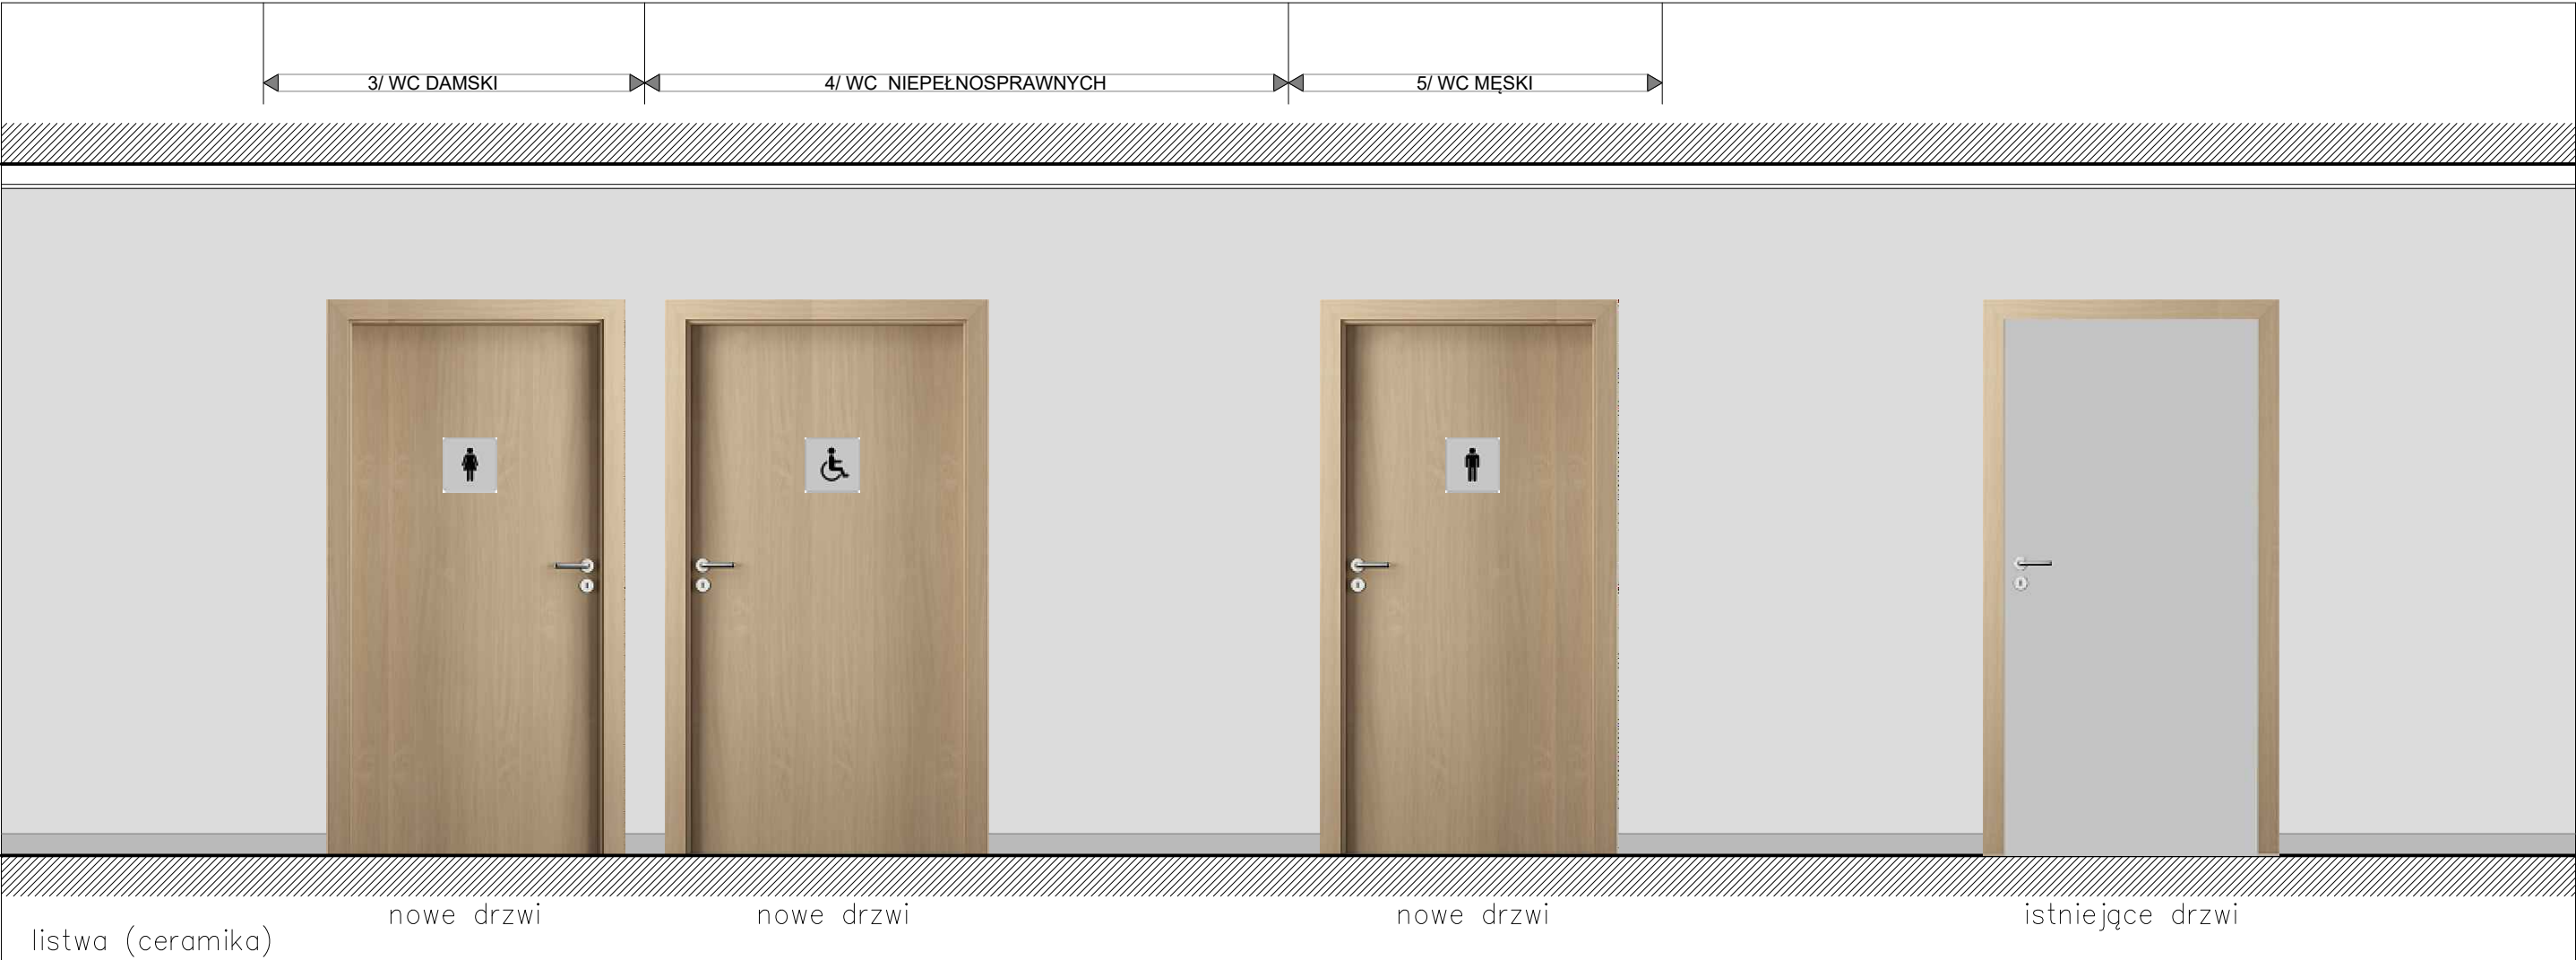 3/ WC DAMSKI
4/ WC  NIEPEŁNOSPRAWNYCH
5/ WC MĘSKI
nowe drzwi
nowe drzwi
nowe drzwi
istniejące drzwi
listwa (ceramika)